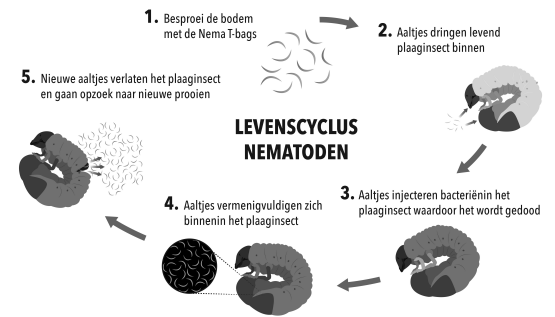 1. Besproei de bodem
met de Nema T-bags
2. Aaltjes dringen levend
plaaginsect binnen
5. Nieuwe aaltjes verlaten het plaaginsect
en gaan opzoek naar nieuwe prooien
LEVENSCYCLUS
NEMATODEN
3. Aaltjes injecteren bacteriënin het
plaaginsect waardoor het wordt gedood
4. Aaltjes vermenigvuldigen zich
binnenin het plaaginsect